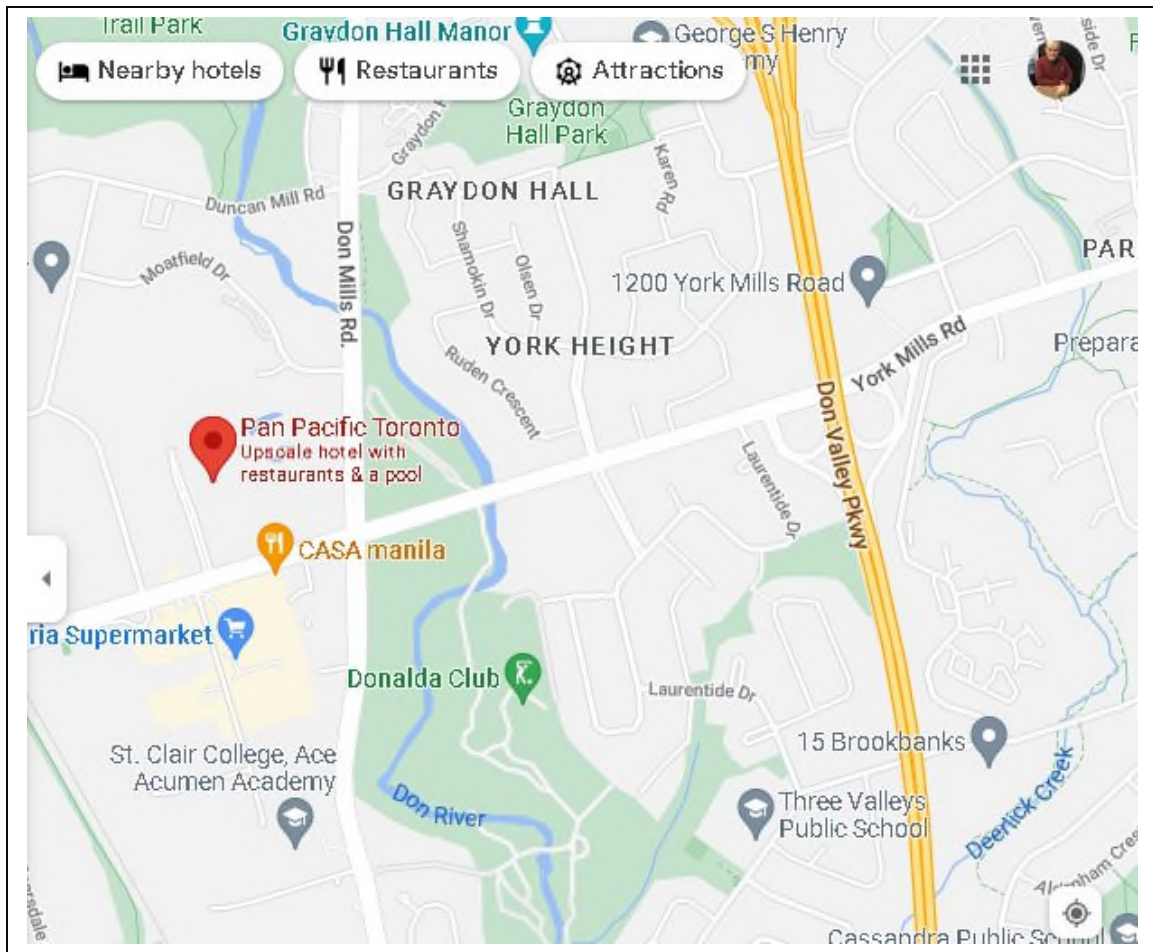 Trail Park
Graydon Hall Manor
George S Henry
my
Nearby hotels
Restaurants
Attractions
Graydon
Hall Park
Graydon
Karen Rd
Duncan Mill Rd
GRAYDON HALL
Don Mills Rd.
Shamokin Dr
Olsen Dr
Moatfield Dr
1200 York Mills Road
PAR
YORK HEIGHT
York Mills Rd
Prepara
Ruden Crescent
Don Valley Pkwy
Pan Pacific Toronto
Upscale hotel with
restaurants & a pool
Laurentide Dr
CASA manila
ria Supermarket
Donalda Club
Laurentide Dr
15 Brookbanks
St. Clair College, Ace
Acumen Academy
Don River
Three Valleys
Public School
Deerlick Creek
ersdale
Cassandra Public School